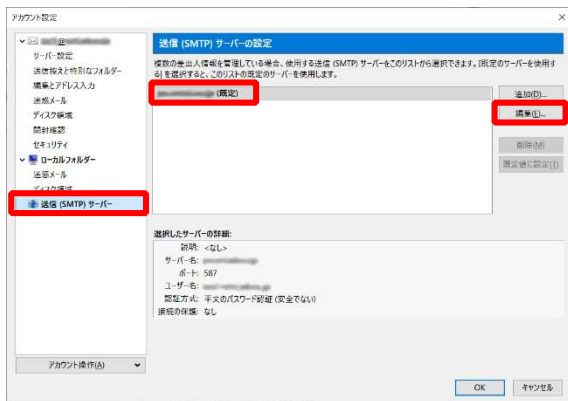 アカウント設定
サーバー設定
送信控えと特別なフォルダー
編集とアドレス入力
迷惑メール
ディスク領域
開封確認
セキュリティ
ローカルフォルダー
迷惑メール
ディスク領域
送信 (SMTP) サーバー
アカウント操作(A)
送信 (SMTP) サーバーの設定
複数の差出人情報を管理している場合、使用する送信 (SMTP) サーバーをこのリストから選択できます。[既定のサーバーを使用す
る] を選択すると、このリストの既定のサーバーを使用します。
(既定)
追加(D)...
編集(E)...
削除(M)
既定値に設定(T)
選択したサーバーの詳細:
説明: <なし>
サーバー名:
ポート: 587
ユーザー名:
認証方式: 平文のパスワード認証 (安全でない)
接続の保護: なし
OK
キャンセル